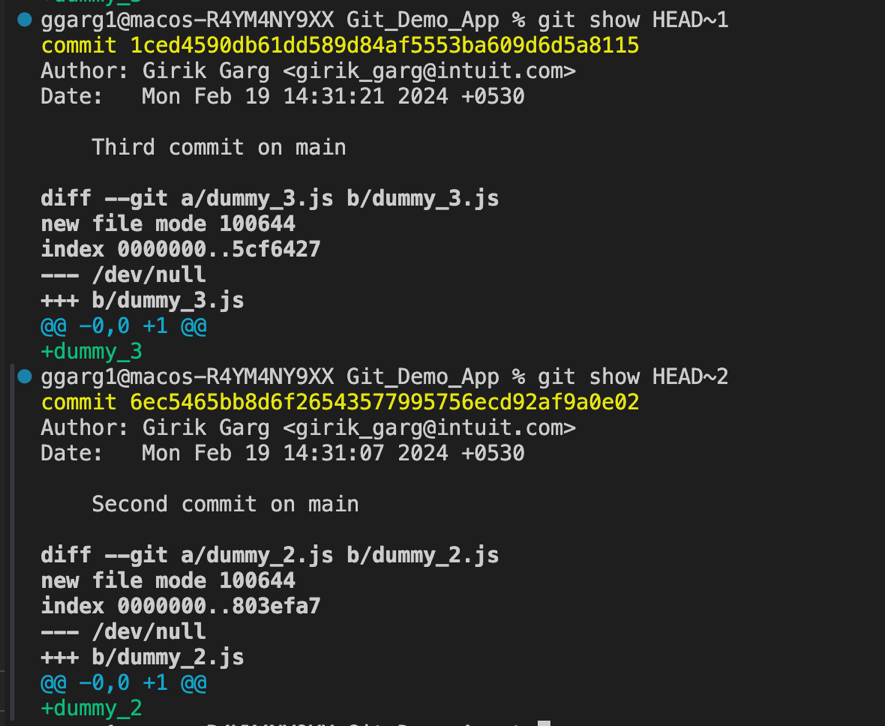 ggarg1@macos-R4YM4NY9XX Git_Demo_App % git show HEAD~1
commit 1ced4590db61dd589d84af5553ba609d6d5a8115
Author: Girik Garg <girik_garg@intuit.com>
Date:   Mon Feb 19 14:31:21 2024 +0530
Third commit on main
diff --git a/dummy_3.js b/dummy_3.js
new file mode 100644
index 0000000..5cf6427
--- /dev/null
+++ b/dummy_3.js
@@ -0,0 +1 @@
+dummy_3
ggarg1@macos-R4YM4NY9XX Git_Demo_App % git show HEAD~2
commit 6ec5465bb8d6f26543577995756ecd92af9a0e02
Author: Girik Garg <girik_garg@intuit.com>
Date:   Mon Feb 19 14:31:07 2024 +0530
Second commit on main
diff --git a/dummy_2.js b/dummy_2.js
new file mode 100644
index 0000000..803efa7
--- /dev/null
+++ b/dummy_2.js
@@ -0,0 +1 @@
+dummy_2